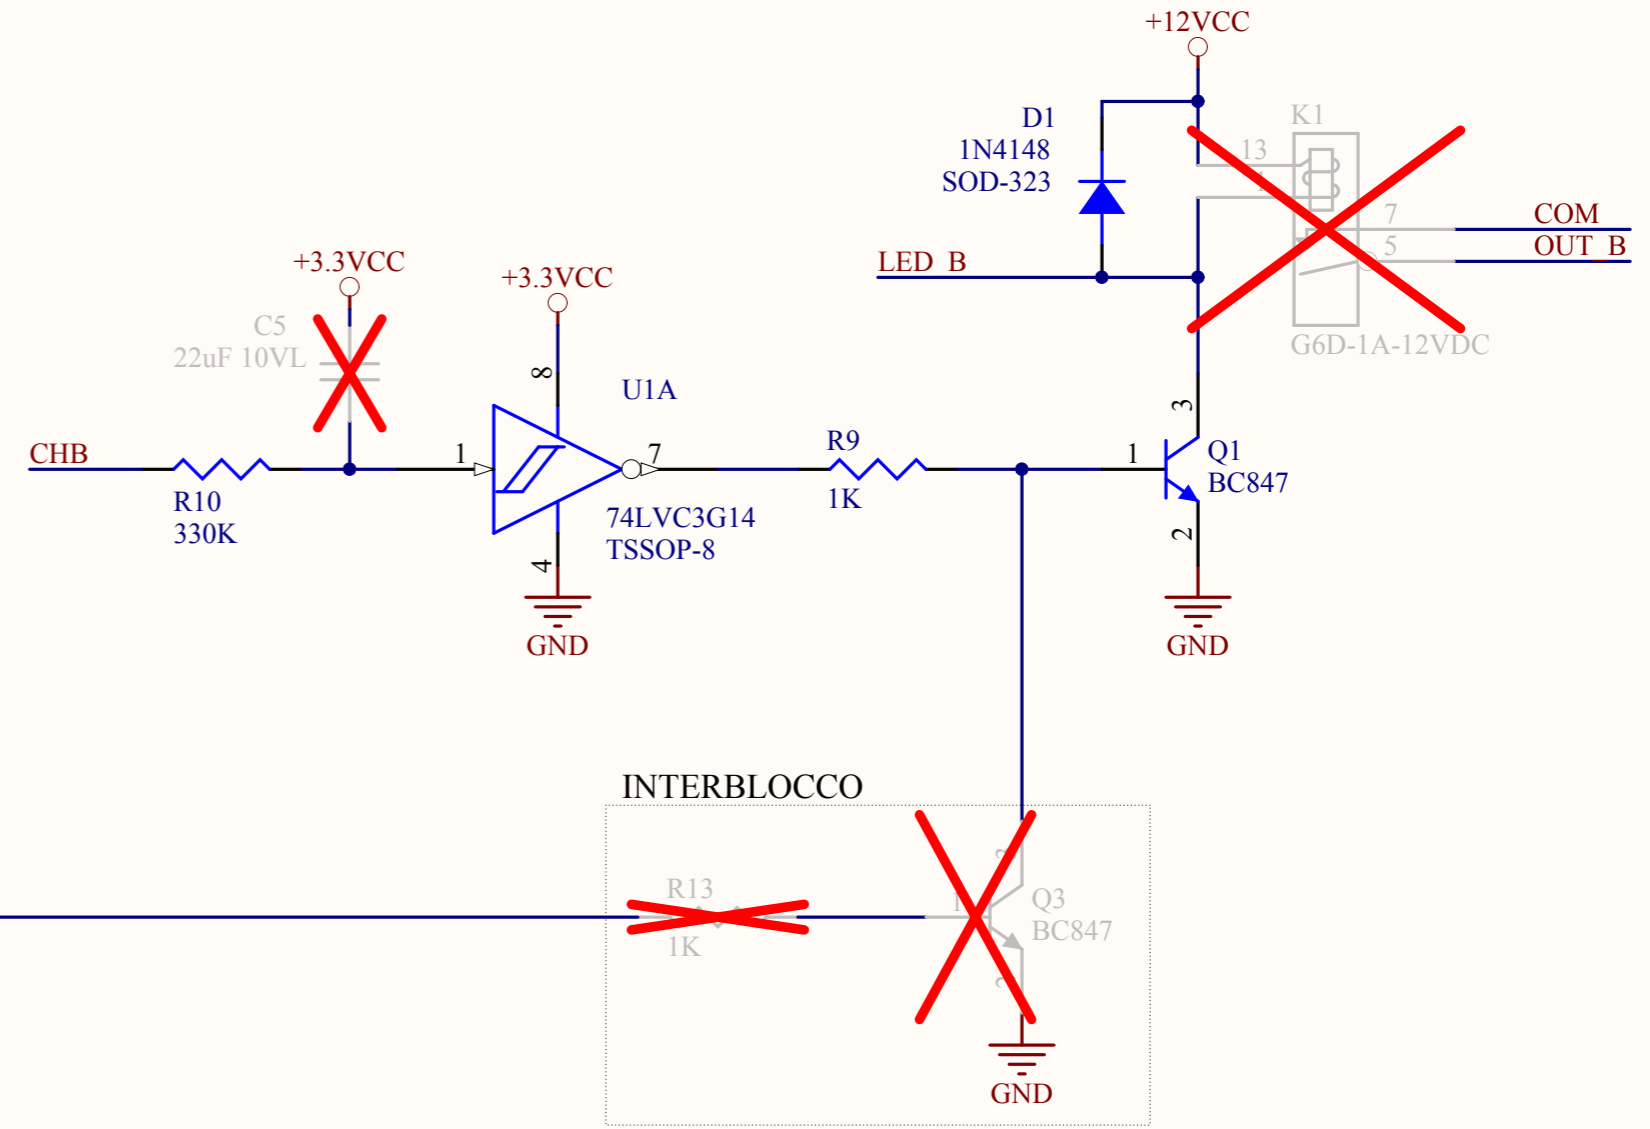 +12VCC
D1
1N4148
SOD-323
K1
13
7
COM
5
OUT_B
LED_B
G6D-1A-12VDC
+3.3VCC
+3.3VCC
C5
22uF 10VL
8
U1A
3
CHB
R10
330K
1
7
74LVC3G14
TSSOP-8
4
GND
R9
1K
1
Q1
BC847
2
GND
INTERBLOCCO
R13
1K
1
Q3
BC847
GND